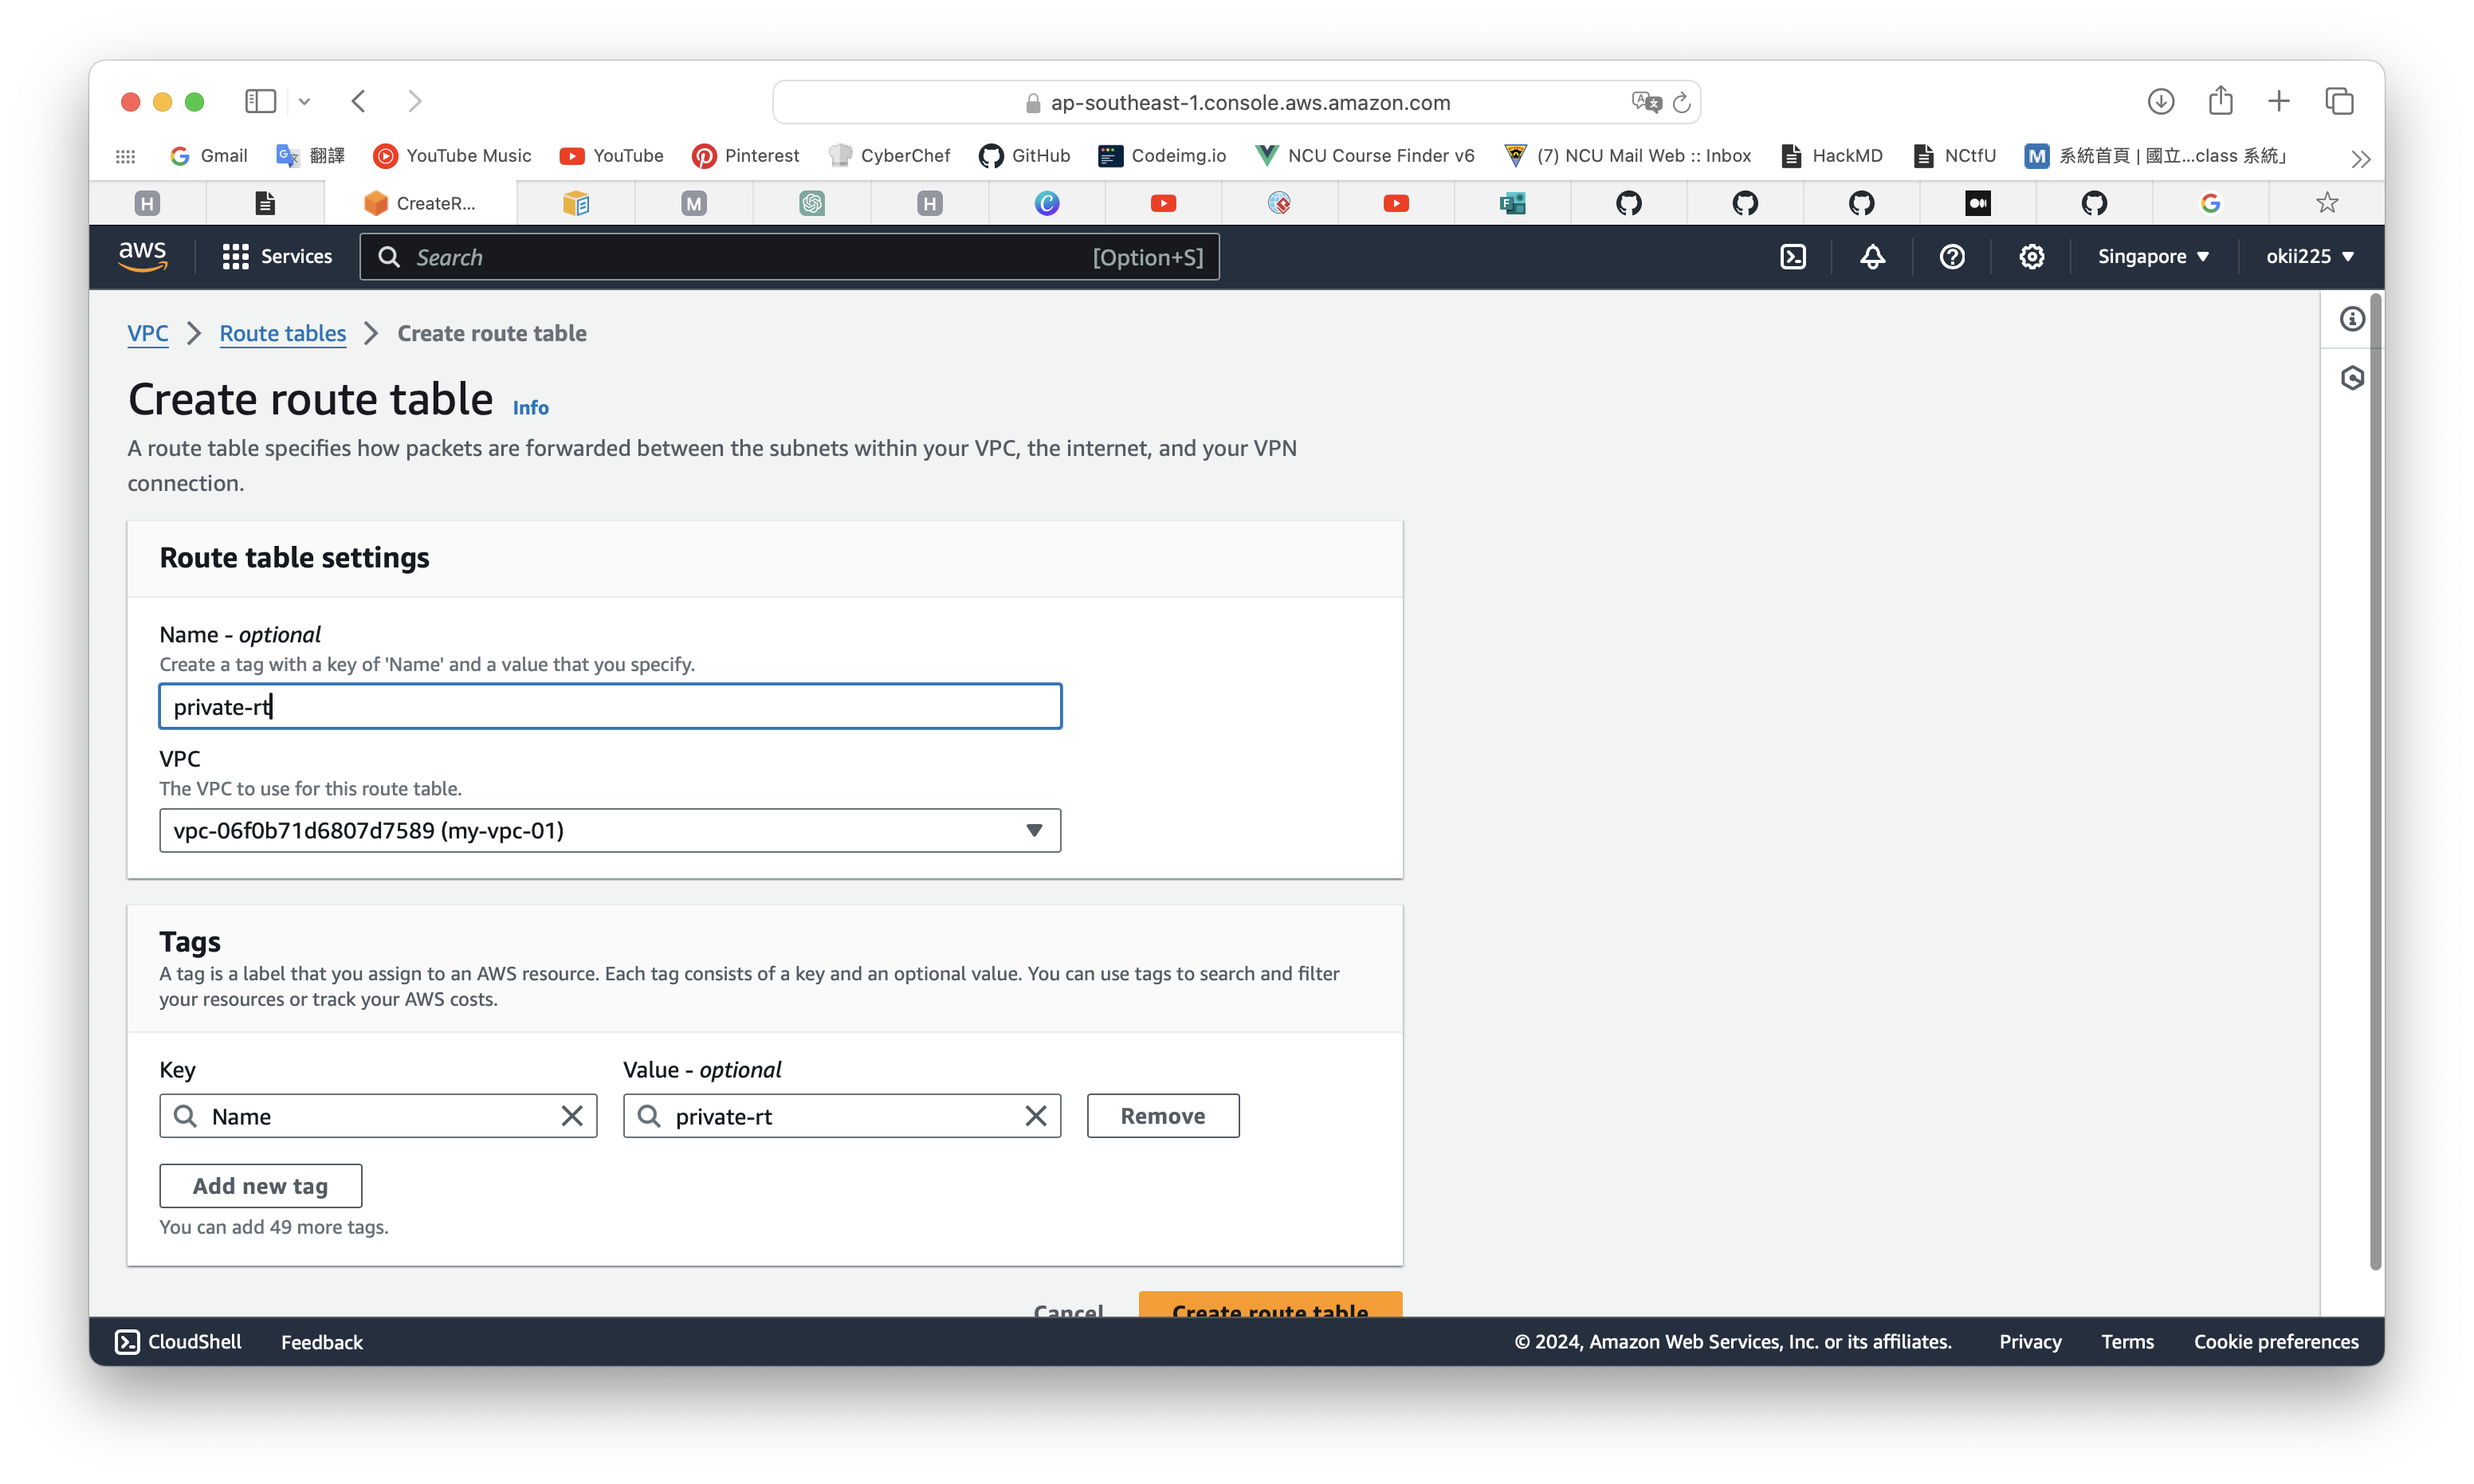 ap-southeast-1.console.aws.amazon.com
Gmail 翻譯 YouTube Music YouTube Pinterest CyberChef GitHub Codeimg.io NCU Course Finder v6 (7) NCU Mail Web :: Inbox HackMD NCtfU 系統首頁 | 國立...class 系統」
CreateR...
aws Services Search [Option+S] Singapore okii225
VPC Route tables Create route table
Create route table Info
A route table specifies how packets are forwarded between the subnets within your VPC, the internet, and your VPN
connection.
Route table settings
Name - optional
Create a tag with a key of 'Name' and a value that you specify.
private-rt
VPC
The VPC to use for this route table.
vpc-06f0b71d6807d7589 (my-vpc-01)
Tags
A tag is a label that you assign to an AWS resource. Each tag consists of a key and an optional value. You can use tags to search and filter
your resources or track your AWS costs.
Key Value - optional
Name private-rt Remove
Add new tag
You can add 49 more tags.
Cancel Create route table
CloudShell Feedback © 2024, Amazon Web Services, Inc. or its affiliates. Privacy Terms Cookie preferences